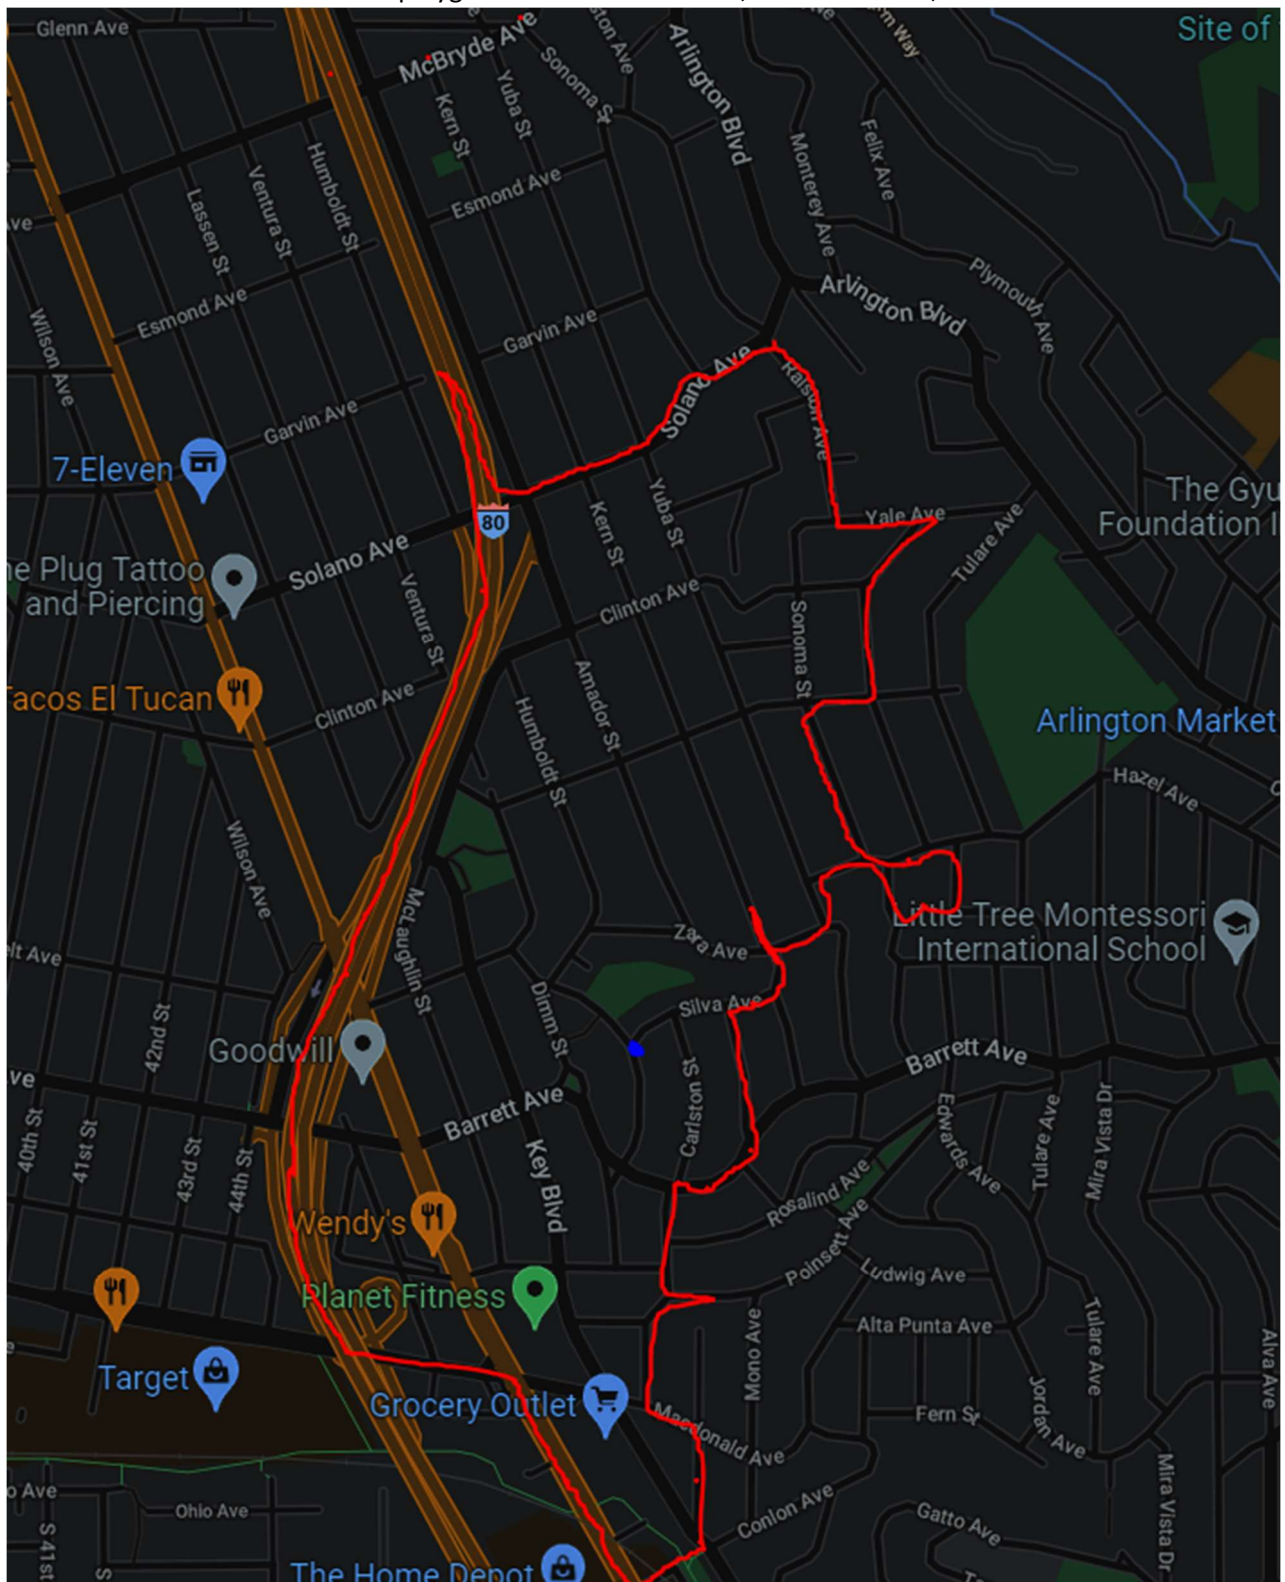 Glenn Ave
McBryde Ave
Site of
Arlington Blvd
Sonoma St
Yuba St
Kern St
Humboldt St
Ventura St
Lassen St
Esmond Ave
Monterey Ave
Felix Ave
Esmond Ave
Arlington Blvd
Plymouth Ave
Wilson Ave
Garvin Ave
Garvin Ave
Solano Ave
Ralston Ave
7-Eleven
80
Yuba St
Kern St
Yale Ave
Tulare Ave
The Gyu
Foundation I
Solano Ave
e Plug Tattoo
and Piercing
Ventura St
Clinton Ave
Sonoma St
Tacos El Tucan
Clinton Ave
Amador St
Humboldt St
Arlington Market
Hazel Ave
Wilson Ave
McLaughlin St
Zara Ave
Little Tree Montessori
International School
elt Ave
Dimm St
Silva Ave
42nd St
Goodwill
Barrett Ave
ve
Carlston St
Barrett Ave
40th St
41st St
43rd St
44th St
Key Blvd
Edwards Ave
Tulare Ave
Mira Vista Dr
Rosalind Ave
Wendy's
Poinsett Ave
Ludwig Ave
Planet Fitness
Alta Punta Ave
Mono Ave
Tulare Ave
Alva Ave
Target
Grocery Outlet
Macdonald Ave
Fern St
Jordan Ave
Mira Vista Dr
o Ave
Ohio Ave
Conlon Ave
Gatto Ave
S 41st
S
The Home Depot